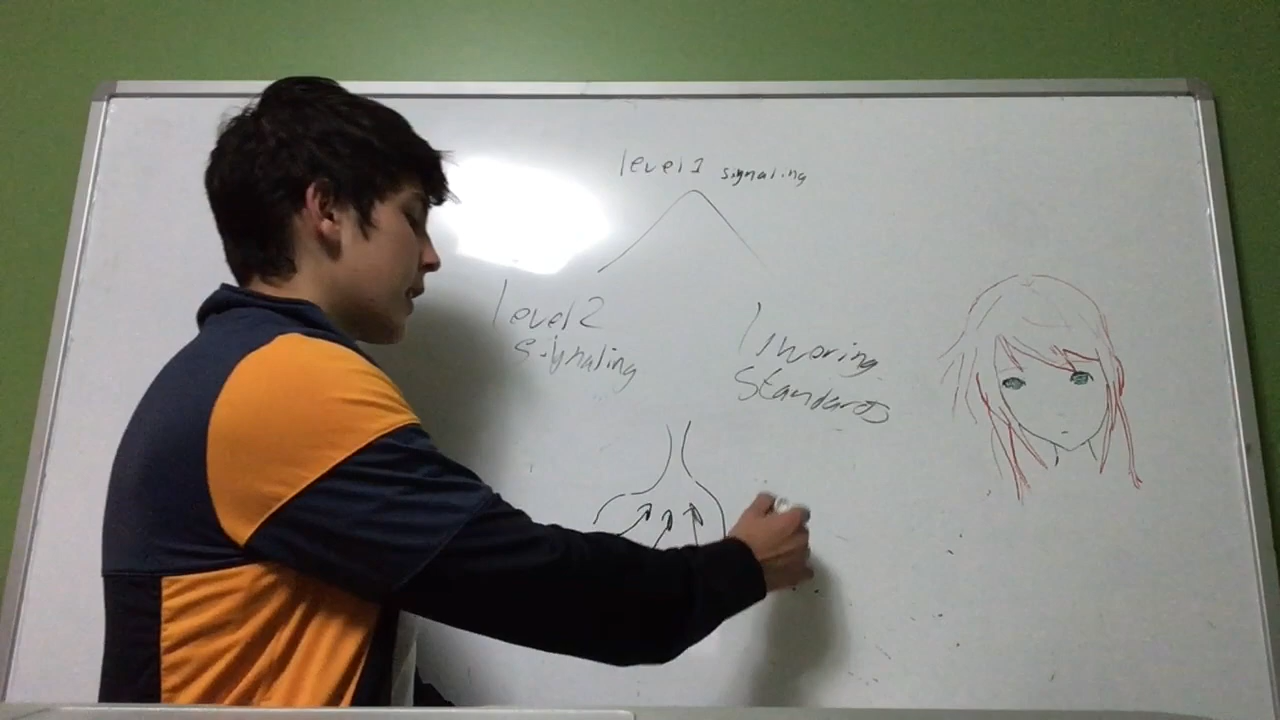 level 1 signaling
level 2
signaling
Ignoring
Standards